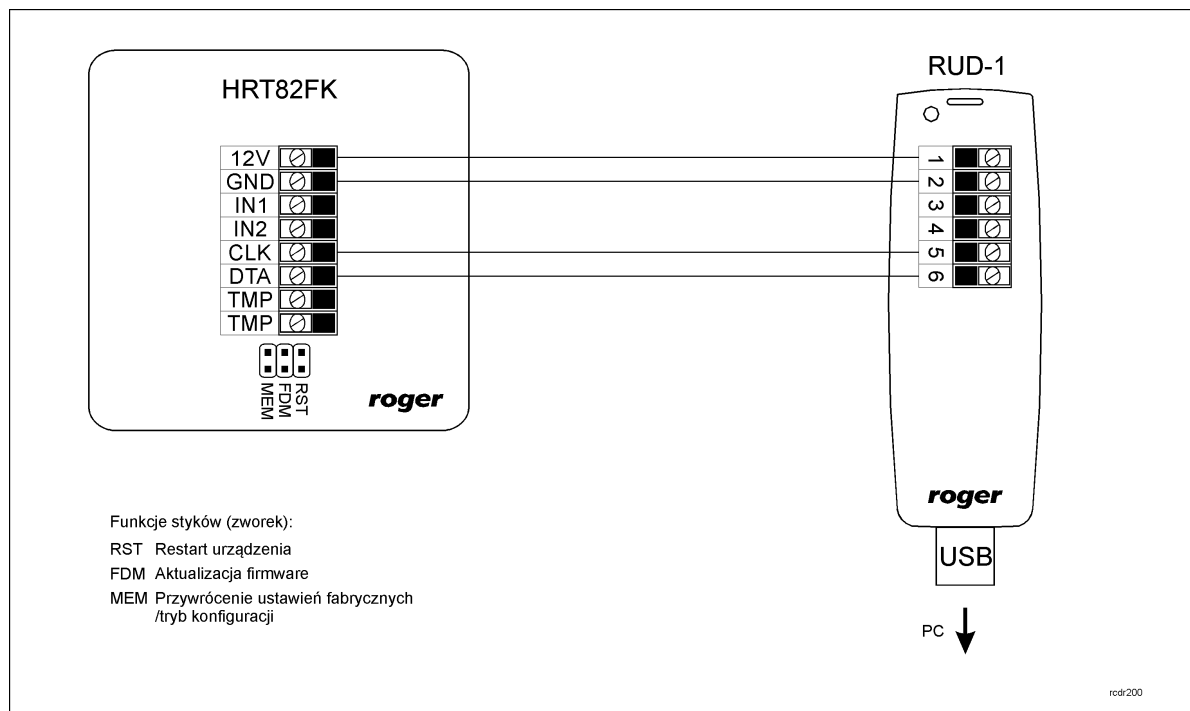 HRT82FK
12V
GND
IN1
IN2
CLK
DTA
TMP
TMP
MEM
FDM
RST
roger
RUD-1
1
2
3
4
5
6
roger
USB
PC
Funkcje styków (zworek):
RST Restart urządzenia
FDM Aktualizacja firmware
MEM Przywrócenie ustawień fabrycznych
/tryb konfiguracji
rcdr200